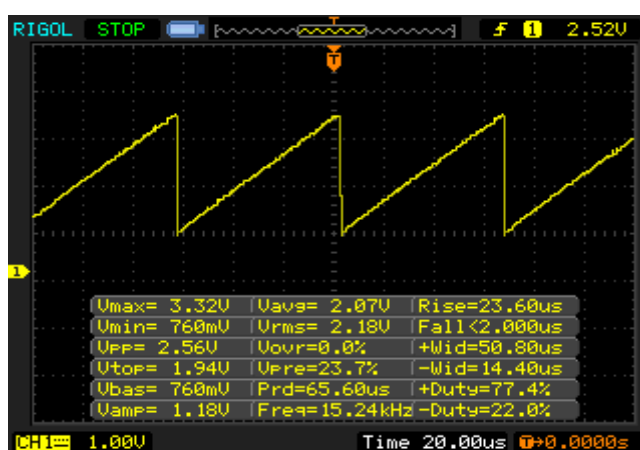 RIGOL STOP T f 1 2.52V
T
1
Vmax= 3.32V Vavg= 2.07V Rise=23.60us
Vmin= 760mV Vrms= 2.18V Fall<2.000us
Vpp= 2.56V Vovr=0.0% +Wid=50.80us
Vtop= 1.94V Vpre=23.7% -Wid=14.40us
Vbas= 760mV Prd=65.60us +Duty=77.4%
Vamp= 1.18V Freq=15.24kHz -Duty=22.0%
CH1 1.00V Time 20.00us T→0.0000s